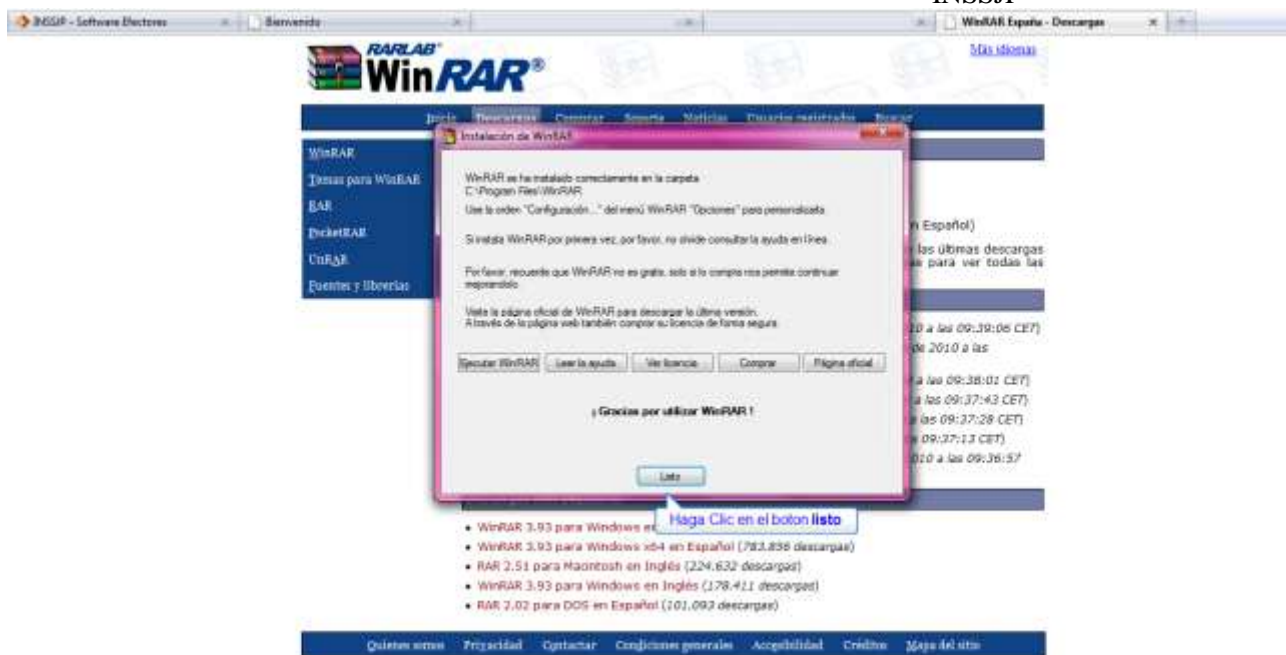 INSSJP
INSSJP - Software Efectores
Bienvenido
WinRAR España - Descargas
RARLAB
WinRAR®
Más idiomas
Inicio Descargas Comprar Soporte Noticias Usuarios registrados Buscar
WinRAR
Temas para WinRAR
RAR
PocketRAR
UnRAR
Fuentes y librerías
Instalación de WinRAR
WinRAR se ha instalado correctamente en la carpeta
C:\Program Files\WinRAR
Use la orden "Configuración..." del menú WinRAR "Opciones" para personalizarla.
Si instala WinRAR por primera vez, por favor, no olvide consultar la ayuda en línea.
Por favor, recuerde que WinRAR no es gratis, solo si lo compra nos permite continuar
mejorandolo.
Visite la página oficial de WinRAR para descargar la última versión.
A través de la página web también comprar su licencia de forma segura.
Ejecutar WinRAR Leer la ayuda Ver licencia Comprar Página oficial
¡ Gracias por utilizar WinRAR !
Listo
Haga Clic en el boton listo
n Español)
las últimas descargas
para ver todas las
10 a las 09:39:06 CET)
de 2010 a las
a las 09:38:01 CET)
a las 09:37:43 CET)
a las 09:37:28 CET)
09:37:13 CET)
010 a las 09:36:57
• WinRAR 3.93 para Windows en
• WinRAR 3.93 para Windows x64 en Español (783.836 descargas)
• RAR 2.51 para Macintosh en Inglés (224.632 descargas)
• WinRAR 3.93 para Windows en Inglés (178.411 descargas)
• RAR 2.02 para DOS en Español (101.093 descargas)
Quienes somos Privacidad Contactar Condiciones generales Accesibilidad Créditos Mapa del sitio